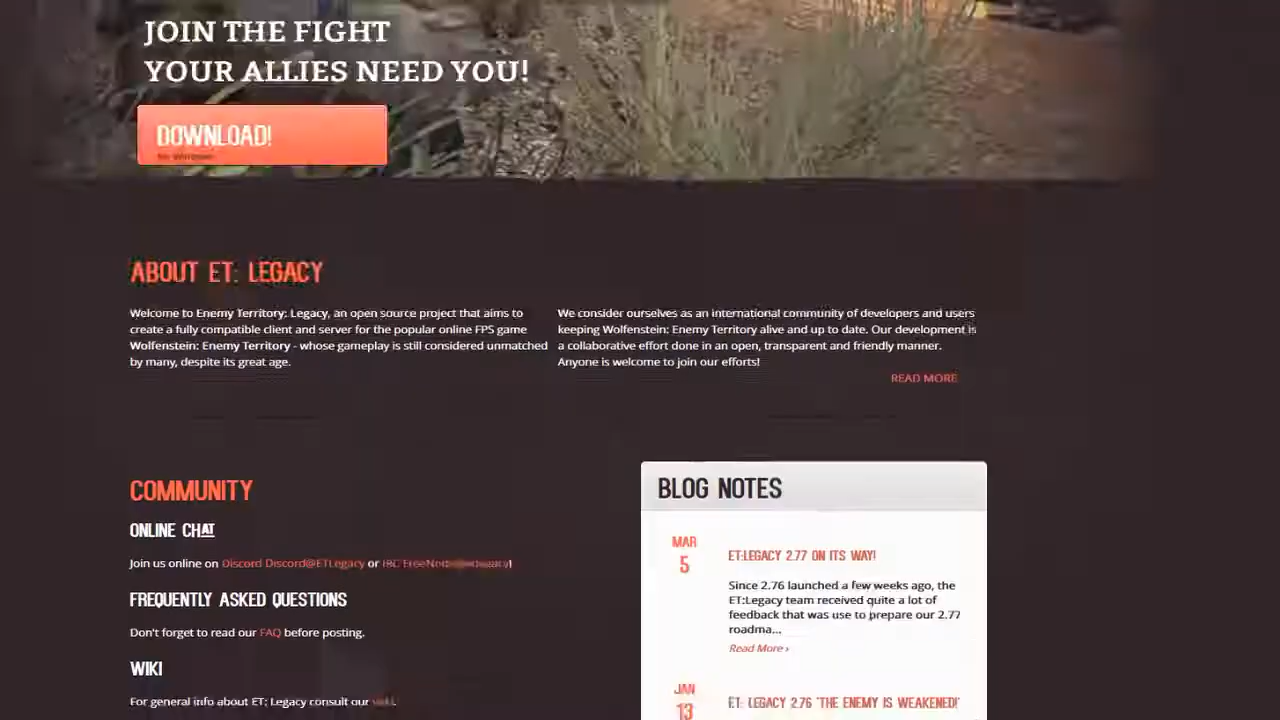 JOIN THE FIGHT
YOUR ALLIES NEED YOU!
DOWNLOAD!
for Windows
ABOUT ET: LEGACY
Welcome to Enemy Territory: Legacy, an open source project that aims to
create a fully compatible client and server for the popular online FPS game
Wolfenstein: Enemy Territory - whose gameplay is still considered unmatched
by many, despite its great age.
We consider ourselves as an international community of developers and users
keeping Wolfenstein: Enemy Territory alive and up to date. Our development is
a collaborative effort done in an open, transparent and friendly manner.
Anyone is welcome to join our efforts!
READ MORE
COMMUNITY
ONLINE CHAT
Join us online on Discord Discord@ETLegacy or IRC
FREQUENTLY ASKED QUESTIONS
Don't forget to read our FAQ before posting.
WIKI
For general info about ET: Legacy consult our wiki.
BLOG NOTES
MAR
5
ET:LEGACY 2.77 ON ITS WAY!
Since 2.76 launched a few weeks ago, the
ET:Legacy team received quite a lot of
feedback that was use to prepare our 2.77
roadma...
Read More ›
JAN
13
ET: LEGACY 2.76 'THE ENEMY IS WEAKENED!'